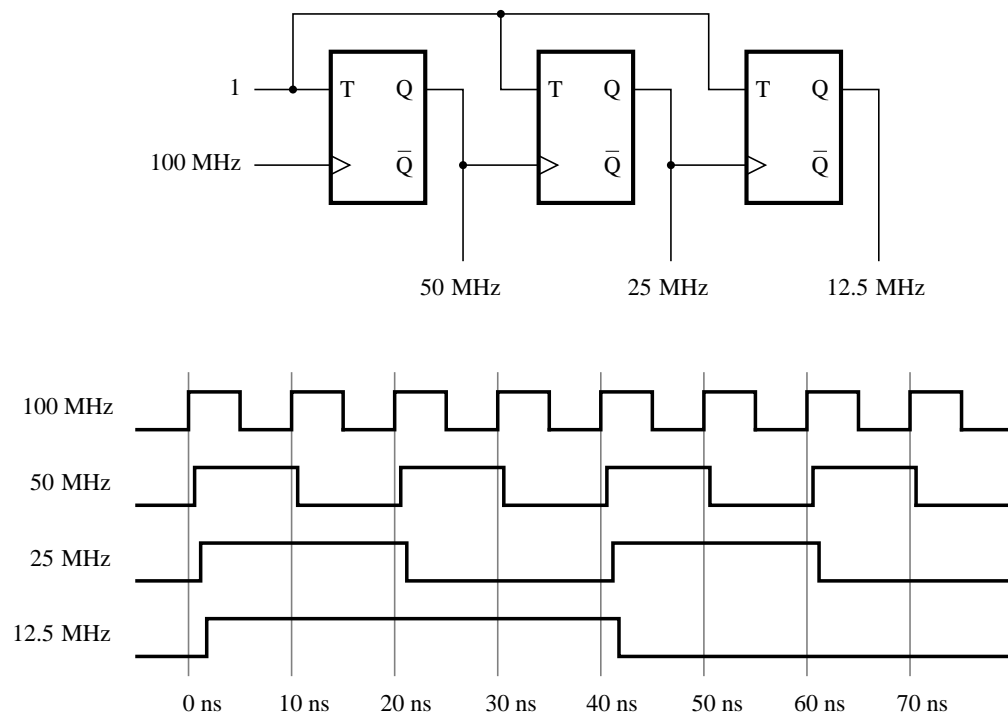 1 T Q T Q T Q
100 MHz Q̅ Q̅ Q̅
50 MHz 25 MHz 12.5 MHz
100 MHz
50 MHz
25 MHz
12.5 MHz
0 ns 10 ns 20 ns 30 ns 40 ns 50 ns 60 ns 70 ns